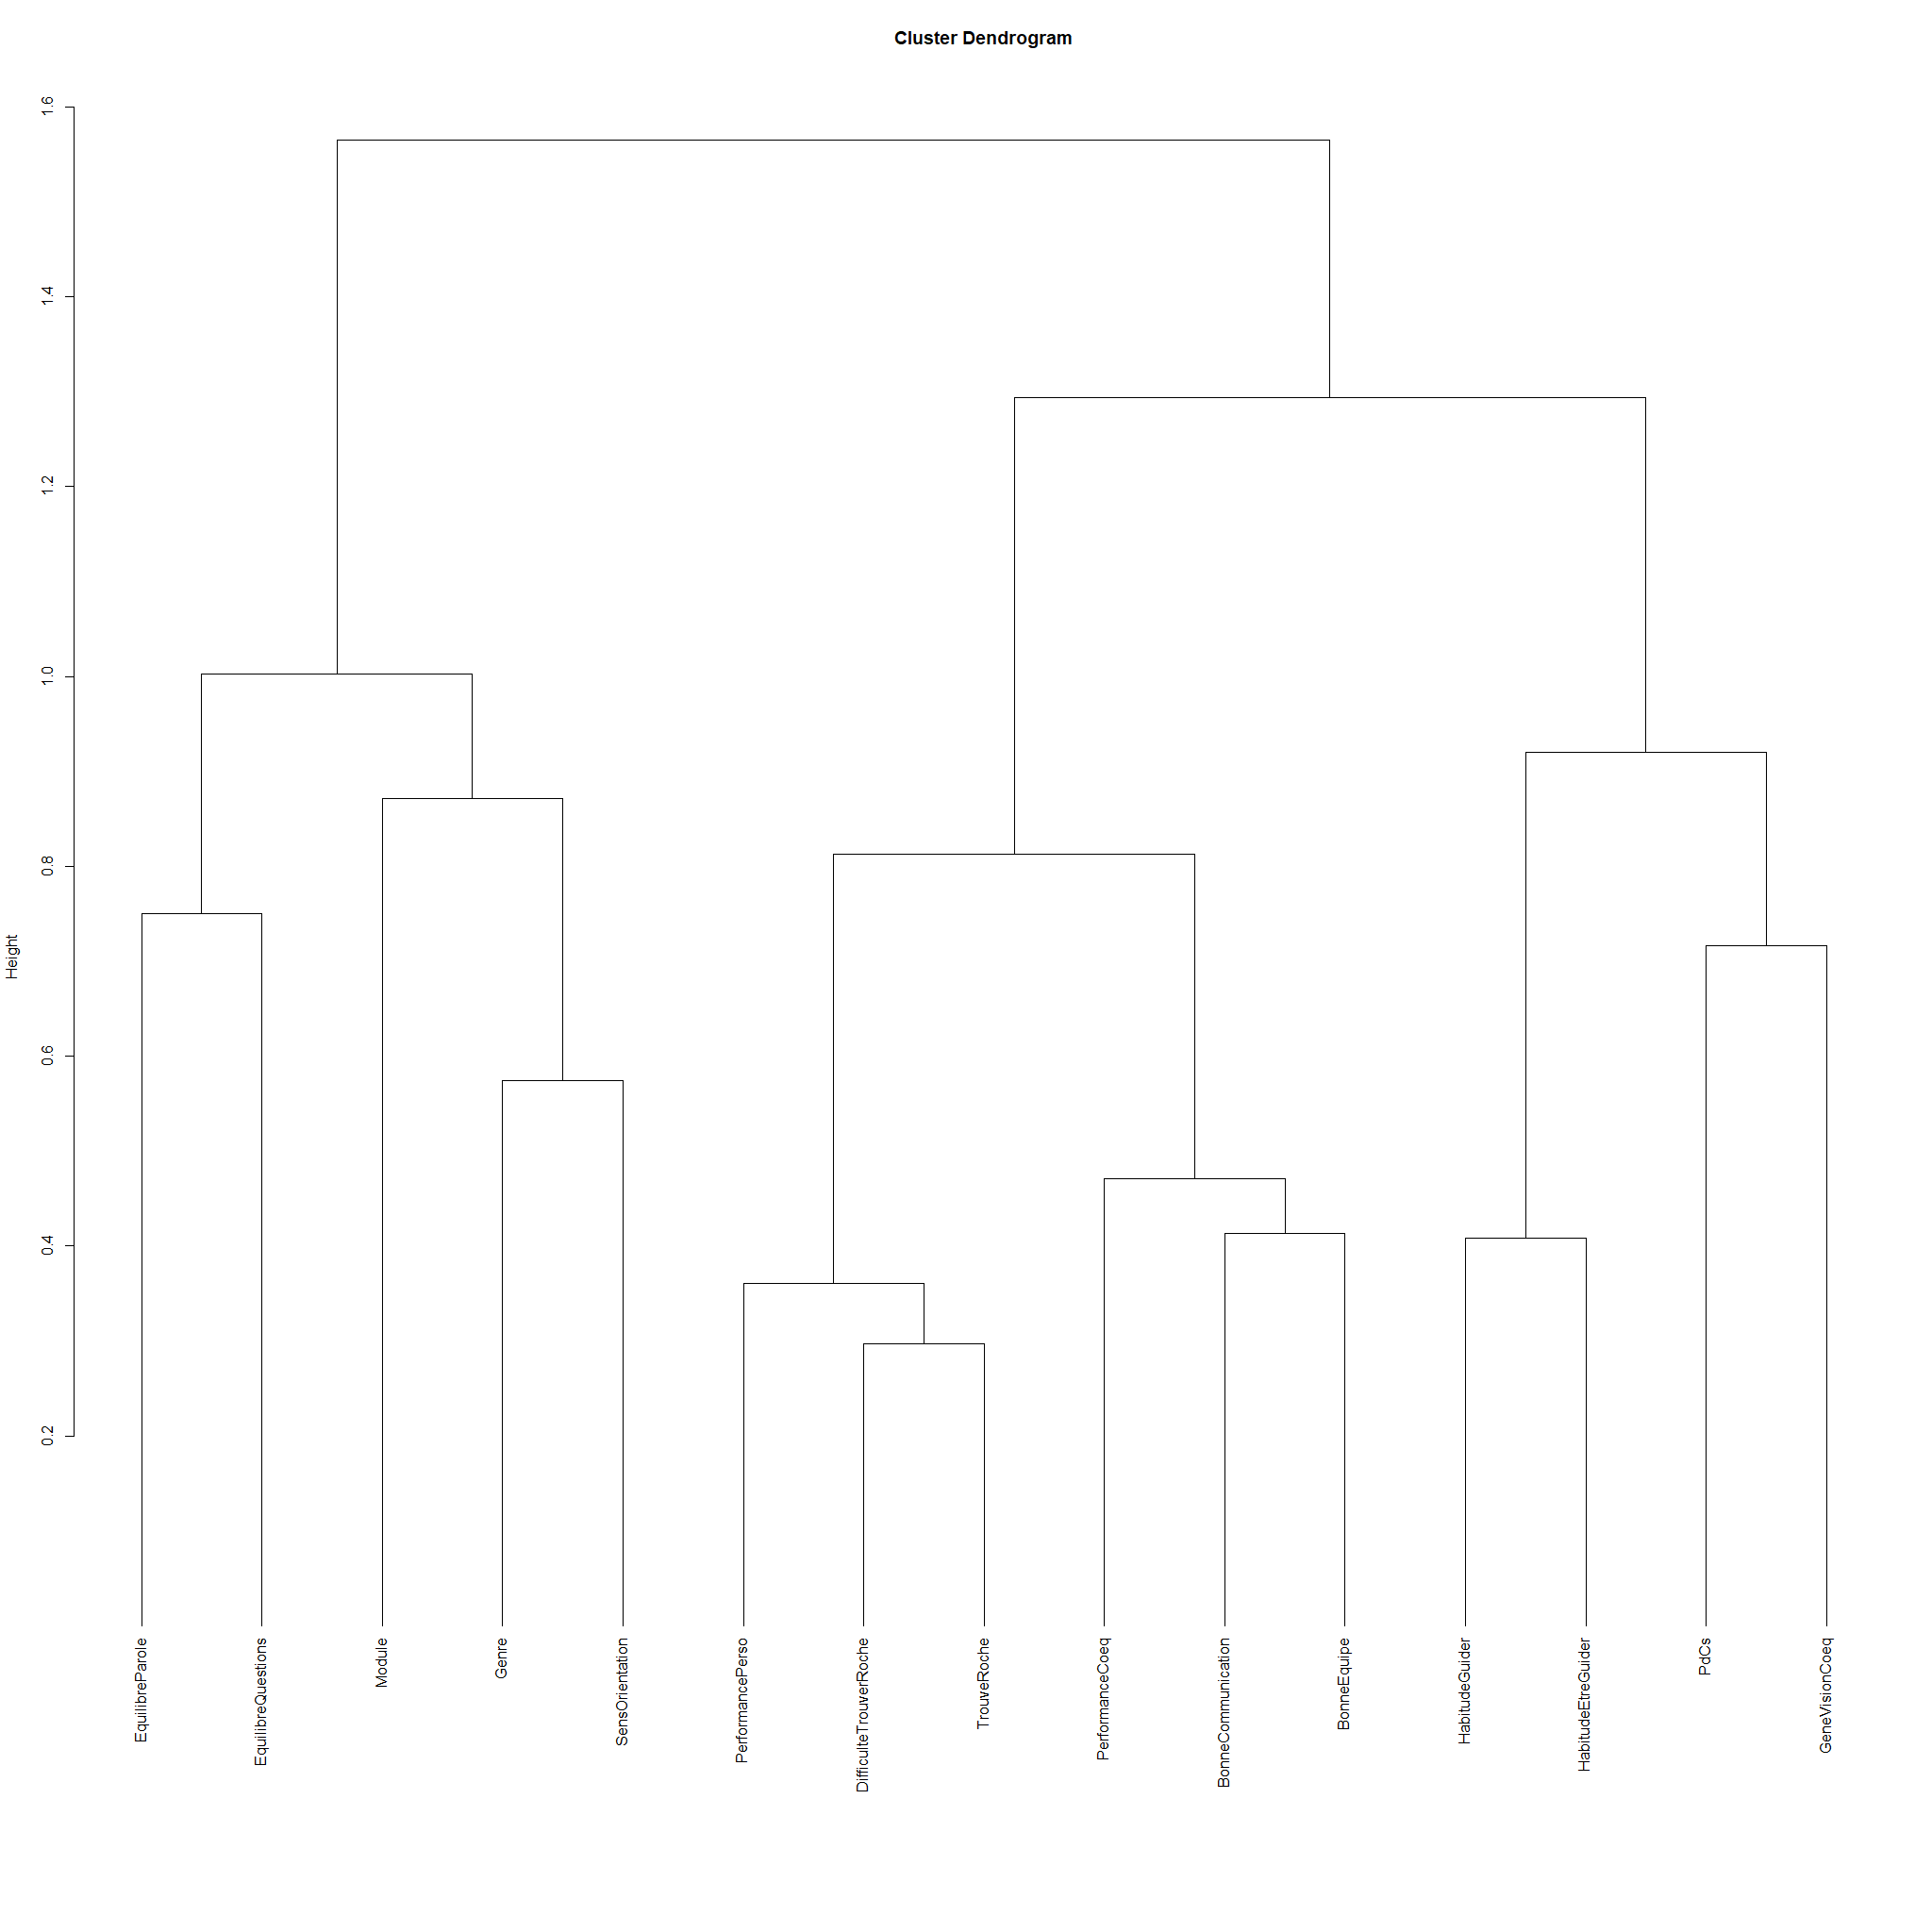 Cluster Dendrogram
1.6
1.4
1.2
1.0
0.8
0.6
0.4
0.2
Height
EquilibreParole
EquilibreQuestions
Module
Genre
SensOrientation
PerformancePerso
DifficulteTrouverRoche
TrouveRoche
PerformanceCoeq
BonneCommunication
BonneEquipe
HabitudeGuider
HabitudeEtreGuider
PdCs
GeneVisionCoeq